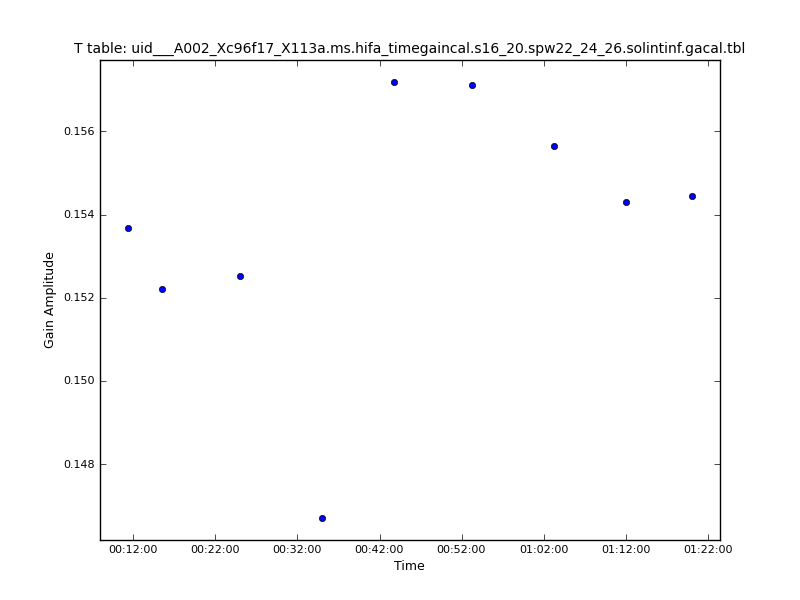 T table: uid___A002_Xc96f17_X113a.ms.hifa_timegaincal.s16_20.spw22_24_26.solintinf.gacal.tbl
0.156
0.154
0.152
0.150
0.148
Gain Amplitude
00:12:00 00:22:00 00:32:00 00:42:00 00:52:00 01:02:00 01:12:00 01:22:00
Time